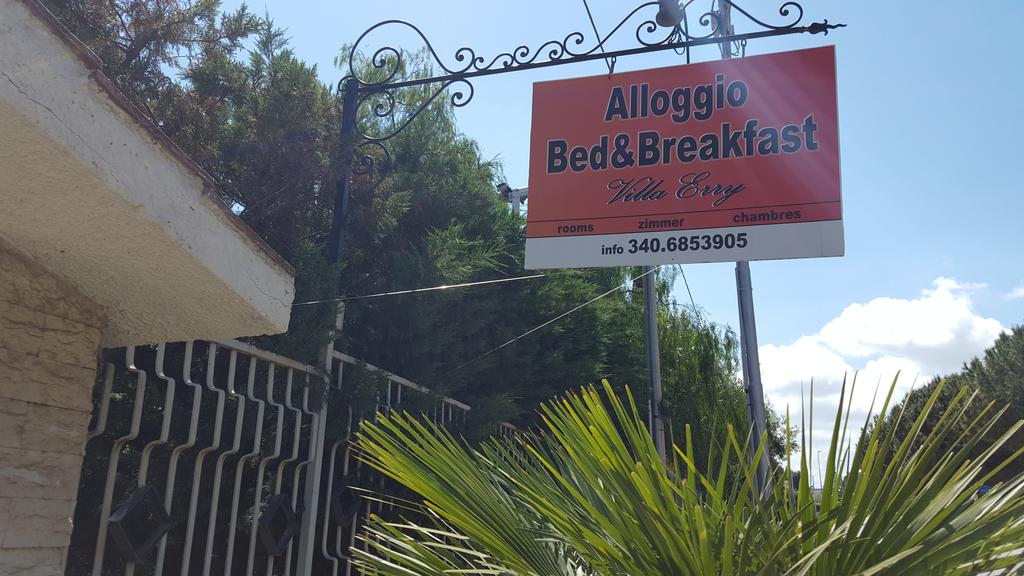 Alloggio
Bed&Breakfast
Villa Erry
rooms zimmer chambres
info 340.6853905